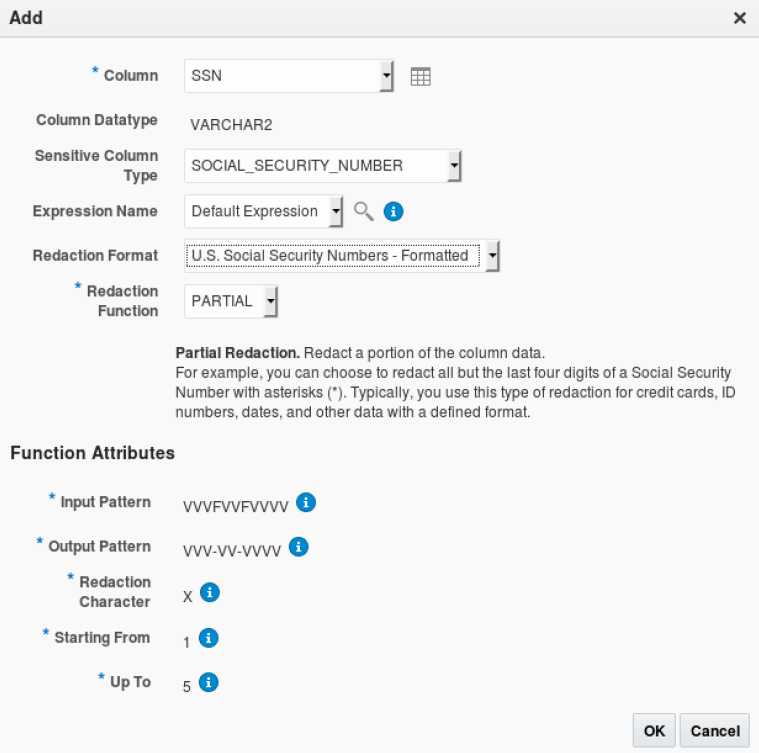 Add
* Column SSN
Column Datatype VARCHAR2
Sensitive Column
Type SOCIAL_SECURITY_NUMBER
Expression Name Default Expression
Redaction Format U.S. Social Security Numbers - Formatted
* Redaction
Function PARTIAL
Partial Redaction. Redact a portion of the column data.
For example, you can choose to redact all but the last four digits of a Social Security
Number with asterisks (*). Typically, you use this type of redaction for credit cards, ID
numbers, dates, and other data with a defined format.
Function Attributes
* Input Pattern VVVFVVFVVVV
* Output Pattern VVV-VV-VVVV
* Redaction
Character X
* Starting From 1
* Up To 5
OK Cancel